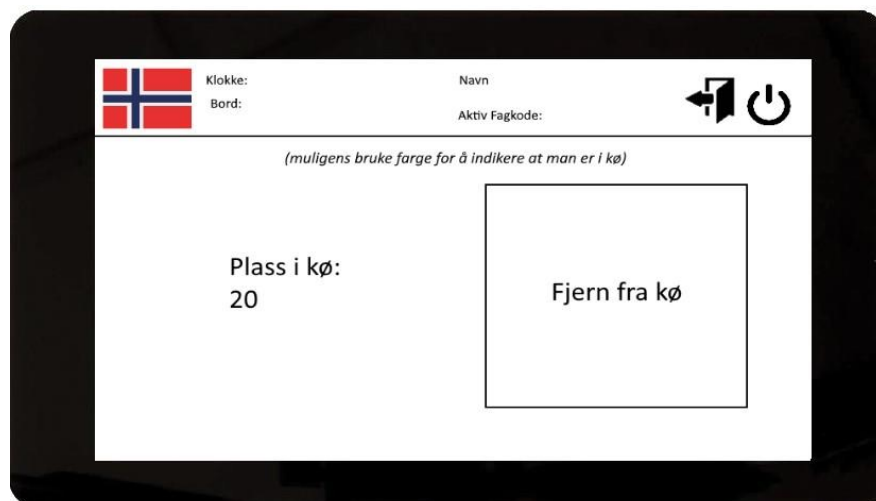 Klokke:
Navn
Bord:
Aktiv Fagkode:
(muligens bruke farge for å indikere at man er i kø)
Plass i kø:
20
Fjern fra kø